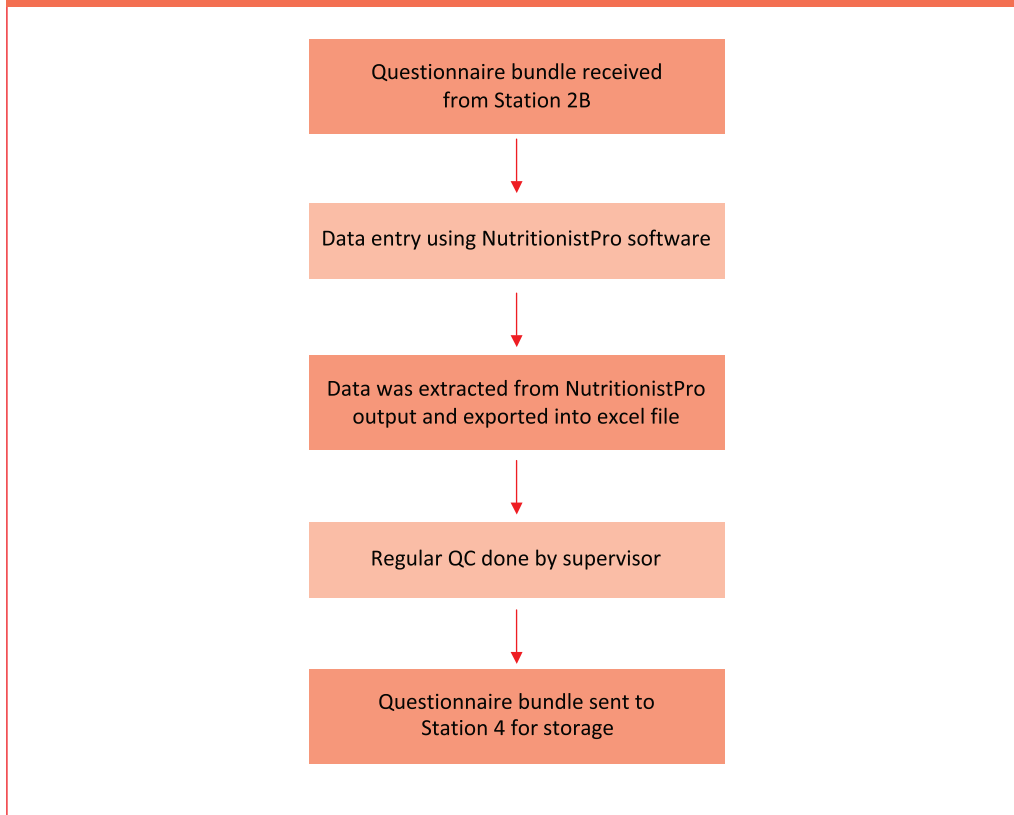 Questionnaire bundle received
from Station 2B
Data entry using NutritionistPro software
Data was extracted from NutritionistPro
output and exported into excel file
Regular QC done by supervisor
Questionnaire bundle sent to
Station 4 for storage